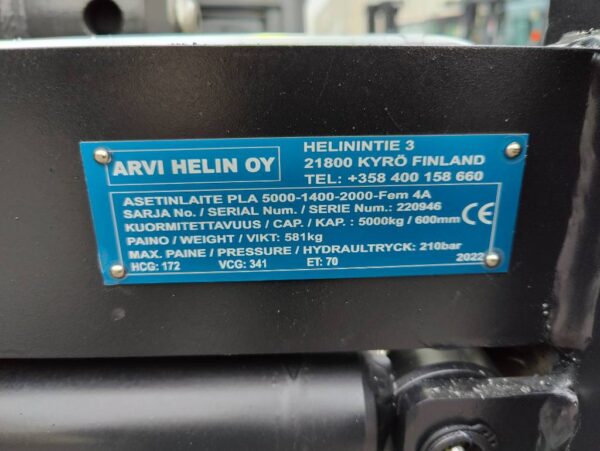 ARVI HELIN OY
HELININTIE 3
21800 KYRÖ FINLAND
TEL: +358 400 158 660
ASETINLAITE PLA 5000-1400-2000-Fem 4A
SARJA No. / SERIAL Num. / SERIE Num.: 220946
KUORMITETTAVUUS / CAP. / KAP. : 5000kg / 600mm CE
PAINO / WEIGHT / VIKT: 581kg
MAX. PAINE / PRESSURE / HYDRAULTRYCK: 210bar
HCG: 172 VCG: 341 ET: 70 2022